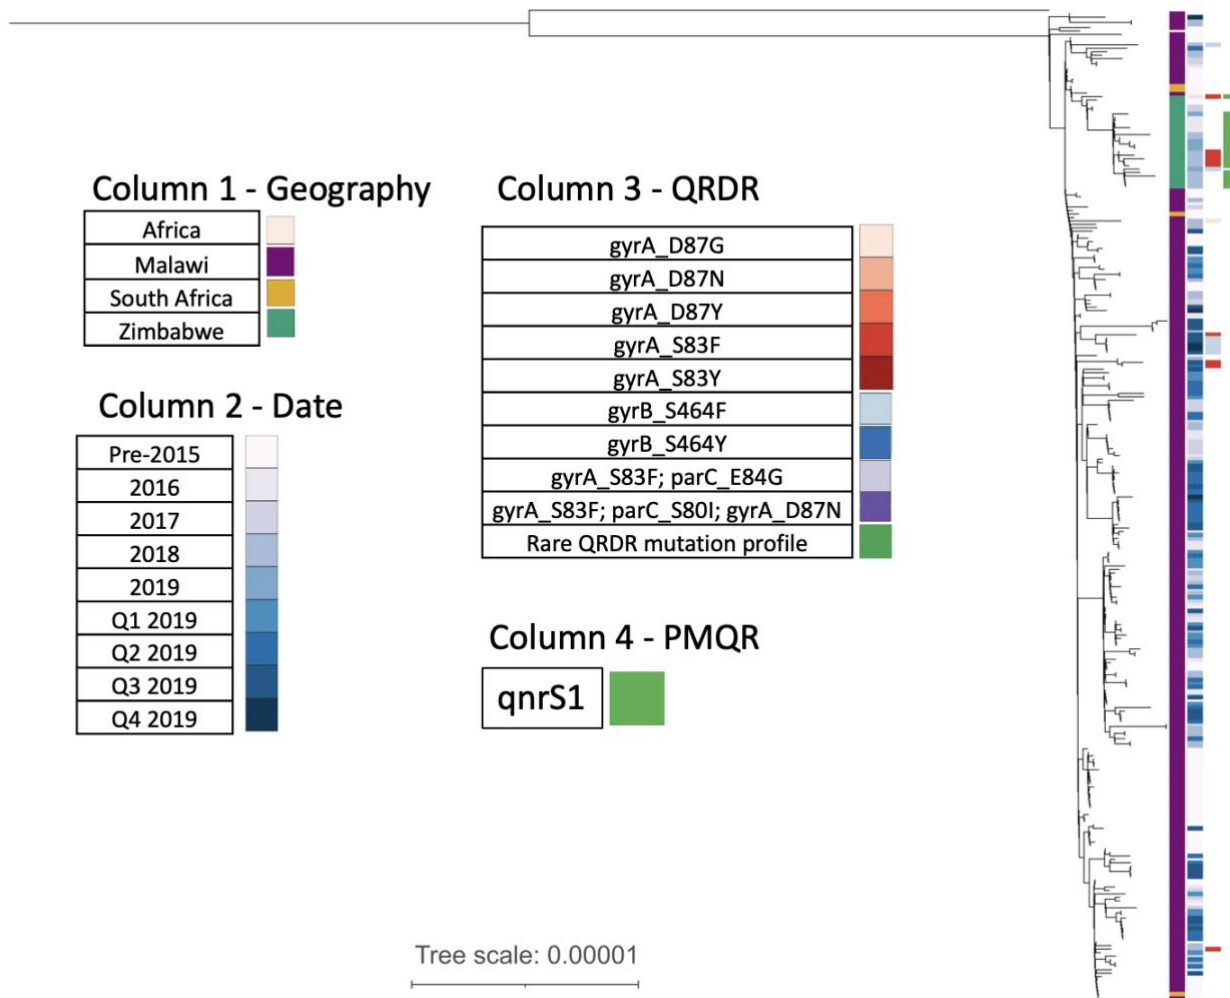 Column 1 - Geography
Africa
Malawi
South Africa
Zimbabwe
Column 2 - Date
Pre-2015
2016
2017
2018
2019
Q1 2019
Q2 2019
Q3 2019
Q4 2019
Column 3 - QRDR
gyrA_D87G
gyrA_D87N
gyrA_D87Y
gyrA_S83F
gyrA_S83Y
gyrB_S464F
gyrB_S464Y
gyrA_S83F; parC_E84G
gyrA_S83F; parC_S80I; gyrA_D87N
Rare QRDR mutation profile
Column 4 - PMQR
qnrS1
Tree scale: 0.00001